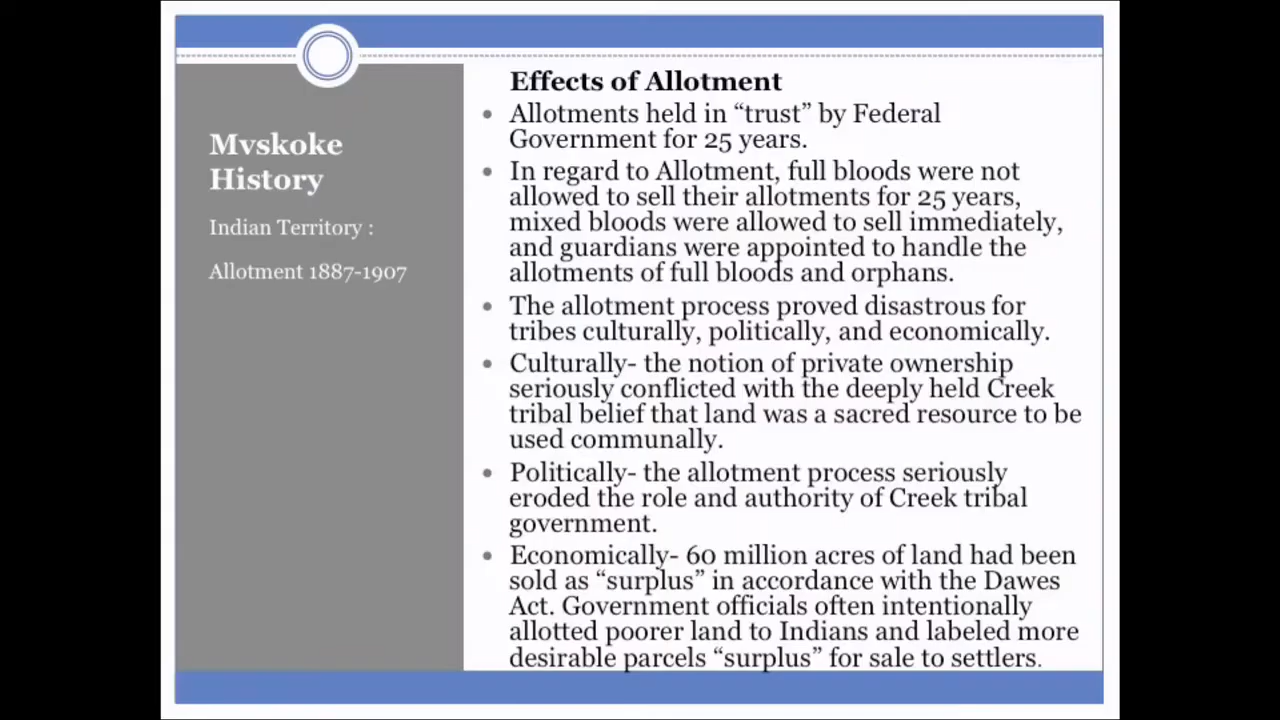 Mvskoke
History
Indian Territory :
Allotment 1887-1907
Effects of Allotment
• Allotments held in “trust” by Federal
Government for 25 years.
• In regard to Allotment, full bloods were not
allowed to sell their allotments for 25 years,
mixed bloods were allowed to sell immediately,
and guardians were appointed to handle the
allotments of full bloods and orphans.
• The allotment process proved disastrous for
tribes culturally, politically, and economically.
• Culturally- the notion of private ownership
seriously conflicted with the deeply held Creek
tribal belief that land was a sacred resource to be
used communally.
• Politically- the allotment process seriously
eroded the role and authority of Creek tribal
government.
• Economically- 60 million acres of land had been
sold as “surplus” in accordance with the Dawes
Act. Government officials often intentionally
allotted poorer land to Indians and labeled more
desirable parcels “surplus” for sale to settlers.